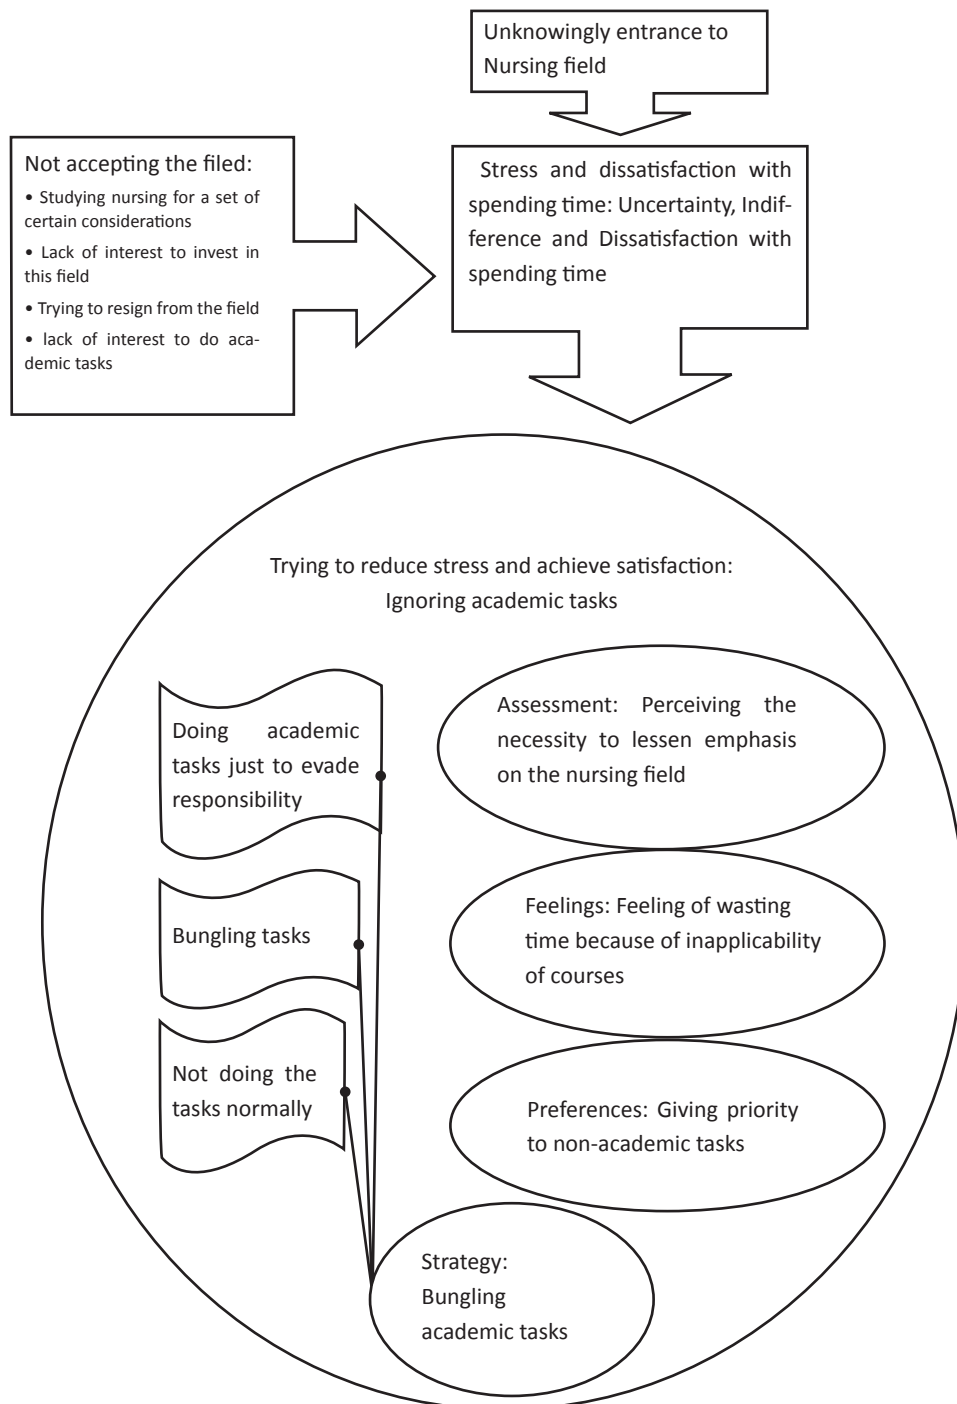 Unknowingly entrance to
Nursing field
Not accepting the filed:
• Studying nursing for a set of
certain considerations
• Lack of interest to invest in
this field
• Trying to resign from the field
• lack of interest to do aca-
demic tasks
Stress and dissatisfaction with
spending time: Uncertainty, Indif-
ference and Dissatisfaction with
spending time
Trying to reduce stress and achieve satisfaction:
Ignoring academic tasks
Doing academic
tasks just to evade
responsibility
Bungling tasks
Not doing the
tasks normally
Assessment: Perceiving the
necessity to lessen emphasis
on the nursing field
Feelings: Feeling of wasting
time because of inapplicability
of courses
Preferences: Giving priority
to non-academic tasks
Strategy:
Bungling
academic tasks